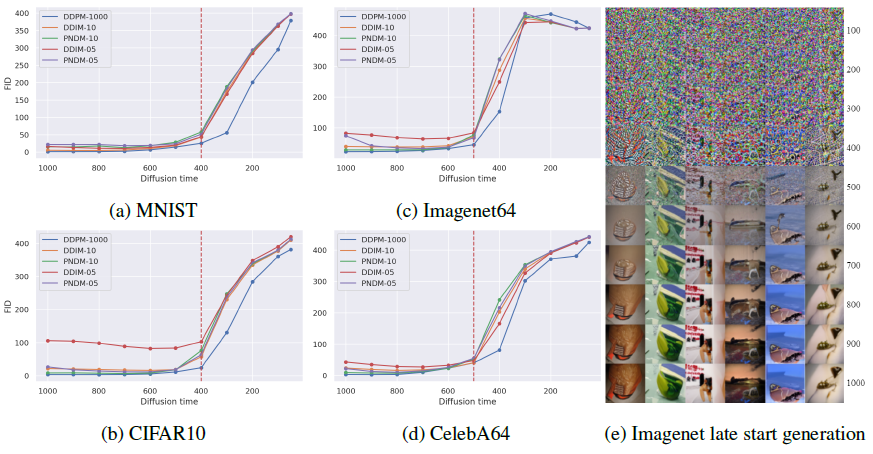 400
350
300
250
200
150
100
50
0
FID
DDPM-1000
DDIM-10
PNDM-10
DDIM-05
PNDM-05
1000 800 600 400 200
Diffusion time
(a) MNIST
400
300
200
100
DDPM-1000
DDIM-10
PNDM-10
DDIM-05
PNDM-05
1000 800 600 400 200
Diffusion time
(c) Imagenet64
400
300
200
100
0
FID
DDPM-1000
DDIM-10
PNDM-10
DDIM-05
PNDM-05
1000 800 600 400 200
Diffusion time
(b) CIFAR10
400
300
200
100
0
DDPM-1000
DDIM-10
PNDM-10
DDIM-05
PNDM-05
1000 800 600 400 200
Diffusion time
(d) CelebA64
100
200
300
400
500
600
700
800
900
1000
(e) Imagenet late start generation